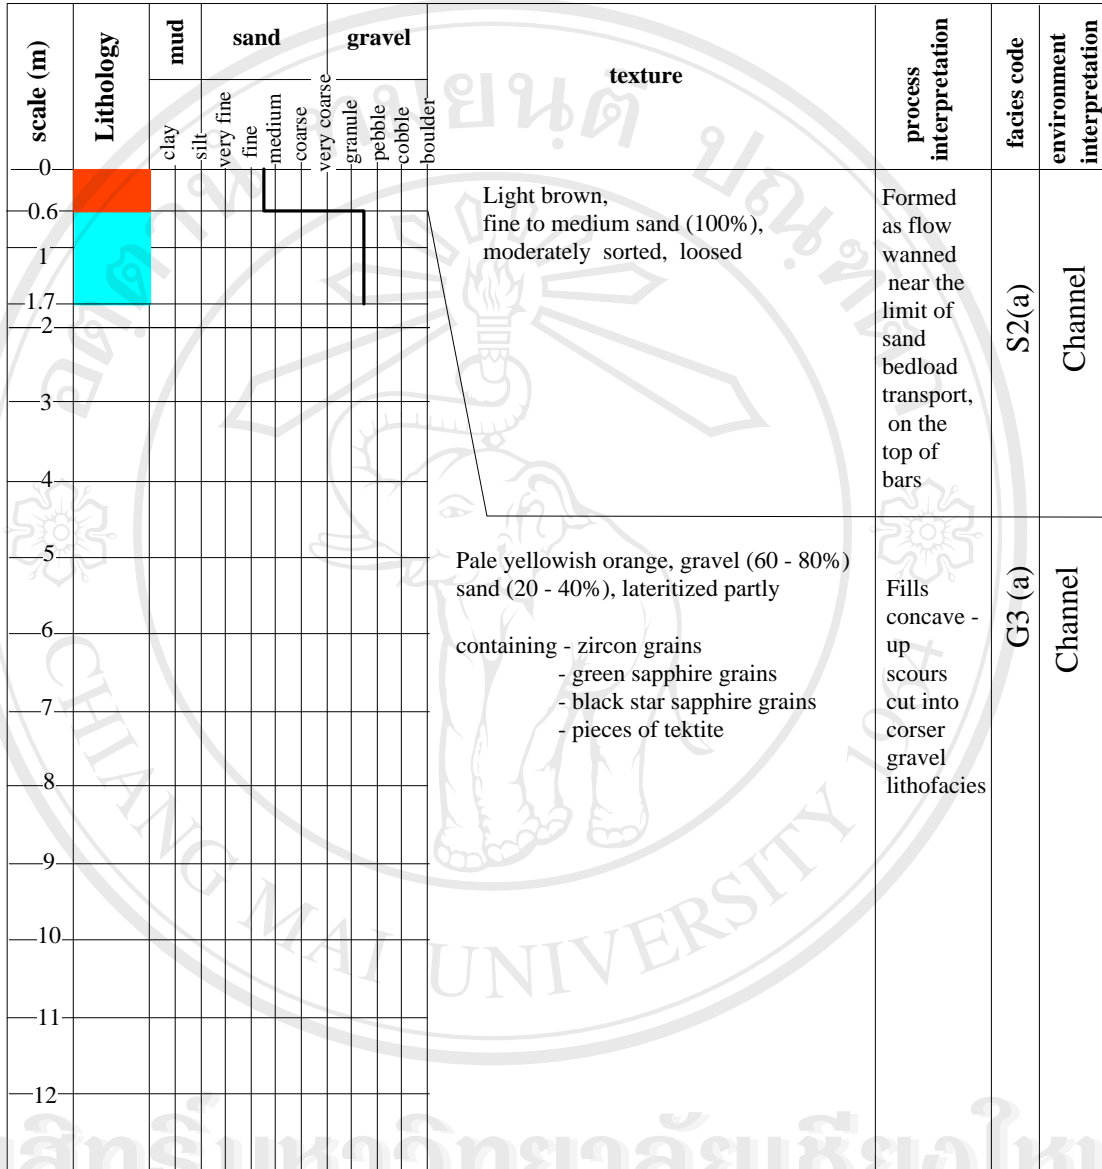 scale (m)
Lithology
mud
sand
gravel
clay
silt
very fine
fine
medium
coarse
very coarse
granule
pebble
cobble
boulder
texture
process
interpretation
facies code
environment
interpretation
0
0.6
1
1.7
2
3
4
5
6
7
8
9
10
11
12
Light brown,
fine to medium sand (100%),
moderately sorted, loosed
Formed
as flow
wanned
near the
limit of
sand
bedload
transport,
on the
top of
bars
S2(a)
Channel
Pale yellowish orange, gravel (60 - 80%)
sand (20 - 40%), lateritized partly
containing - zircon grains
- green sapphire grains
- black star sapphire grains
- pieces of tektite
Fills
concave -
up
scours
cut into
corser
gravel
lithofacies
G3 (a)
Channel
CHIANG MAI UNIVERSITY 1964